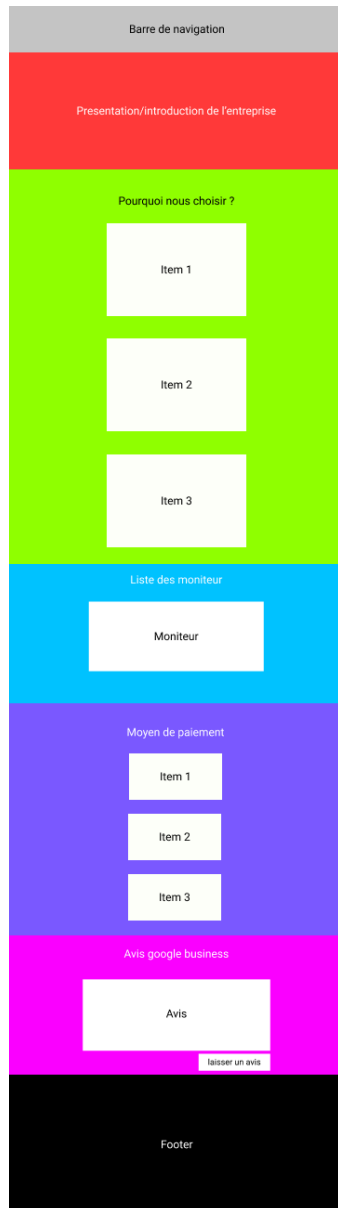 Barre de navigation
Presentation/introduction de l'entreprise
Pourquoi nous choisir ?
Item 1
Item 2
Item 3
Liste des moniteur
Moniteur
Moyen de paiement
Item 1
Item 2
Item 3
Avis google business
Avis
laisser un avis
Footer